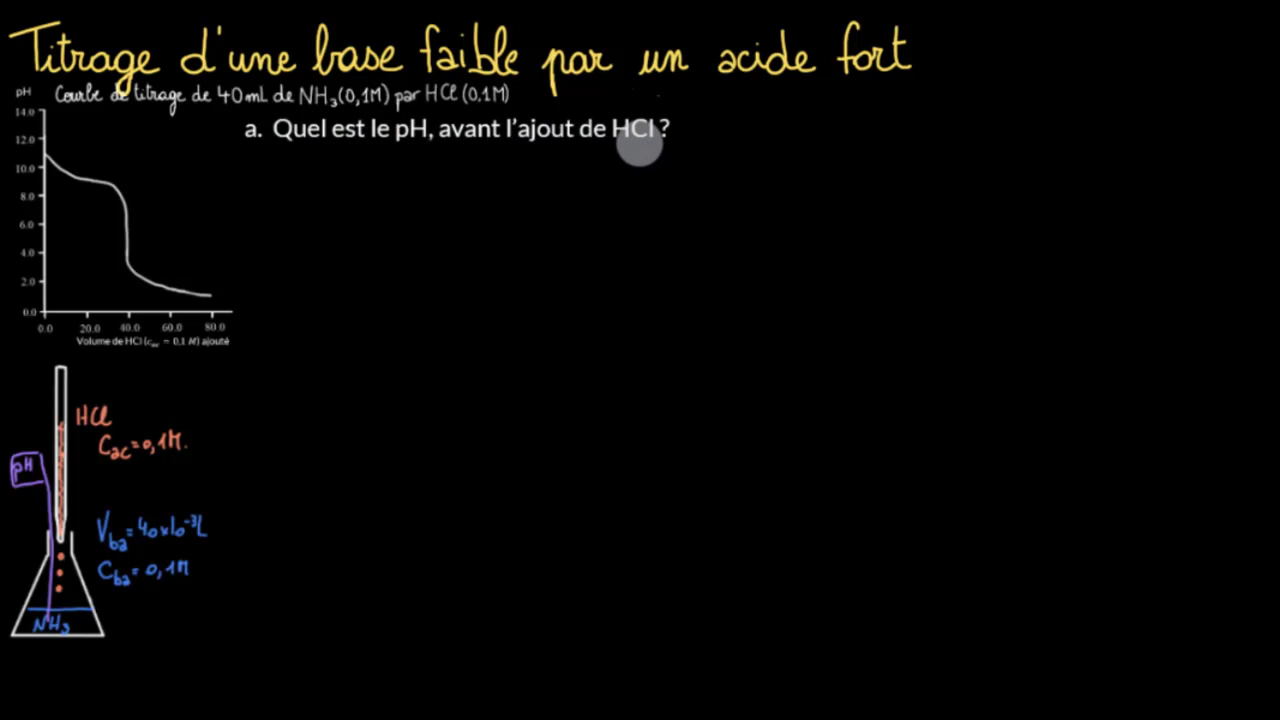 Titrage d'une base faible par un acide fort
Courbe de titrage de 40 mL de NH₃(0,1M) par HCl (0.1M)
a. Quel est le pH, avant l'ajout de HCl ?
pH
14.0
12.0
10.0
8.0
6.0
4.0
2.0
0.0
0.0 20.0 40.0 60.0 80.0
Volume de HCl (cₐc = 0,1 M) ajouté
HCl
Cac = 0,1M.
pH
Vba = 40×10⁻³L
Cba = 0,1M
NH₃